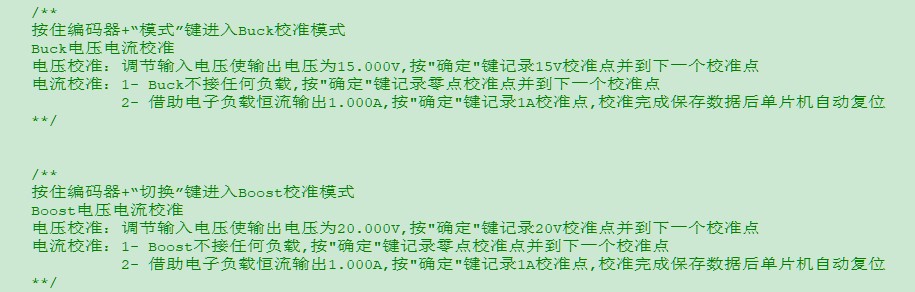 /**
按住编码器+“模式”键进入Buck校准模式
Buck电压电流校准
电压校准: 调节输入电压使输出电压为15.000V,按"确定"键记录15V校准点并到下一个校准点
电流校准: 1- Buck不接任何负载,按"确定"键记录零点校准点并到下一个校准点
2- 借助电子负载恒流输出1.000A,按"确定"键记录1A校准点,校准完成保存数据后单片机自动复位
**/
/**
按住编码器+“切换”键进入Boost校准模式
Boost电压电流校准
电压校准: 调节输入电压使输出电压为20.000V,按"确定"键记录20V校准点并到下一个校准点
电流校准: 1- Boost不接任何负载,按"确定"键记录零点校准点并到下一个校准点
2- 借助电子负载恒流输出1.000A,按"确定"键记录1A校准点,校准完成保存数据后单片机自动复位
**/